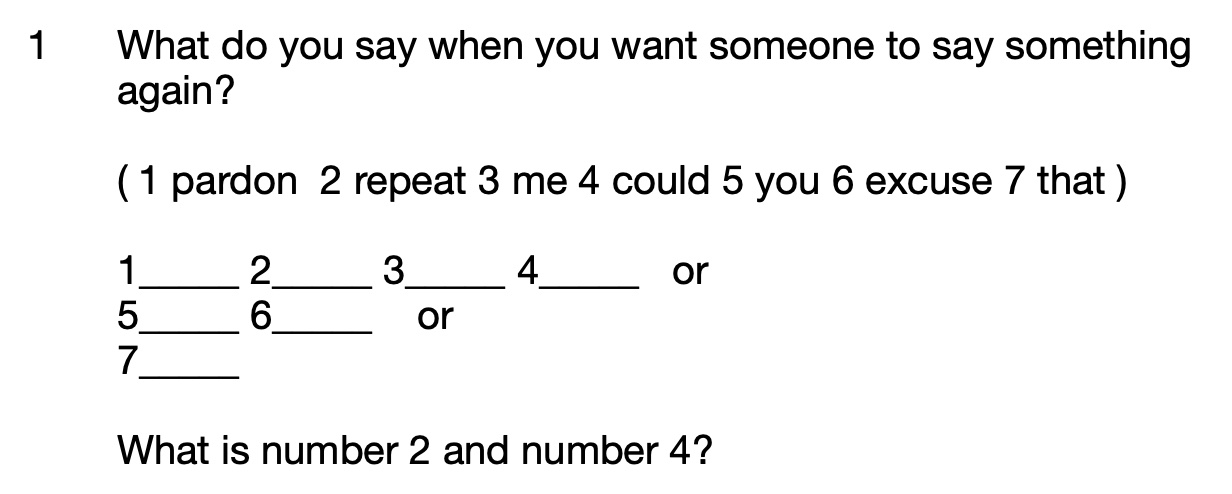 1 What do you say when you want someone to say something
again?
( 1 pardon 2 repeat 3 me 4 could 5 you 6 excuse 7 that )
1_____ 2_____ 3_____ 4_____ or
5_____ 6_____ or
7_____
What is number 2 and number 4?